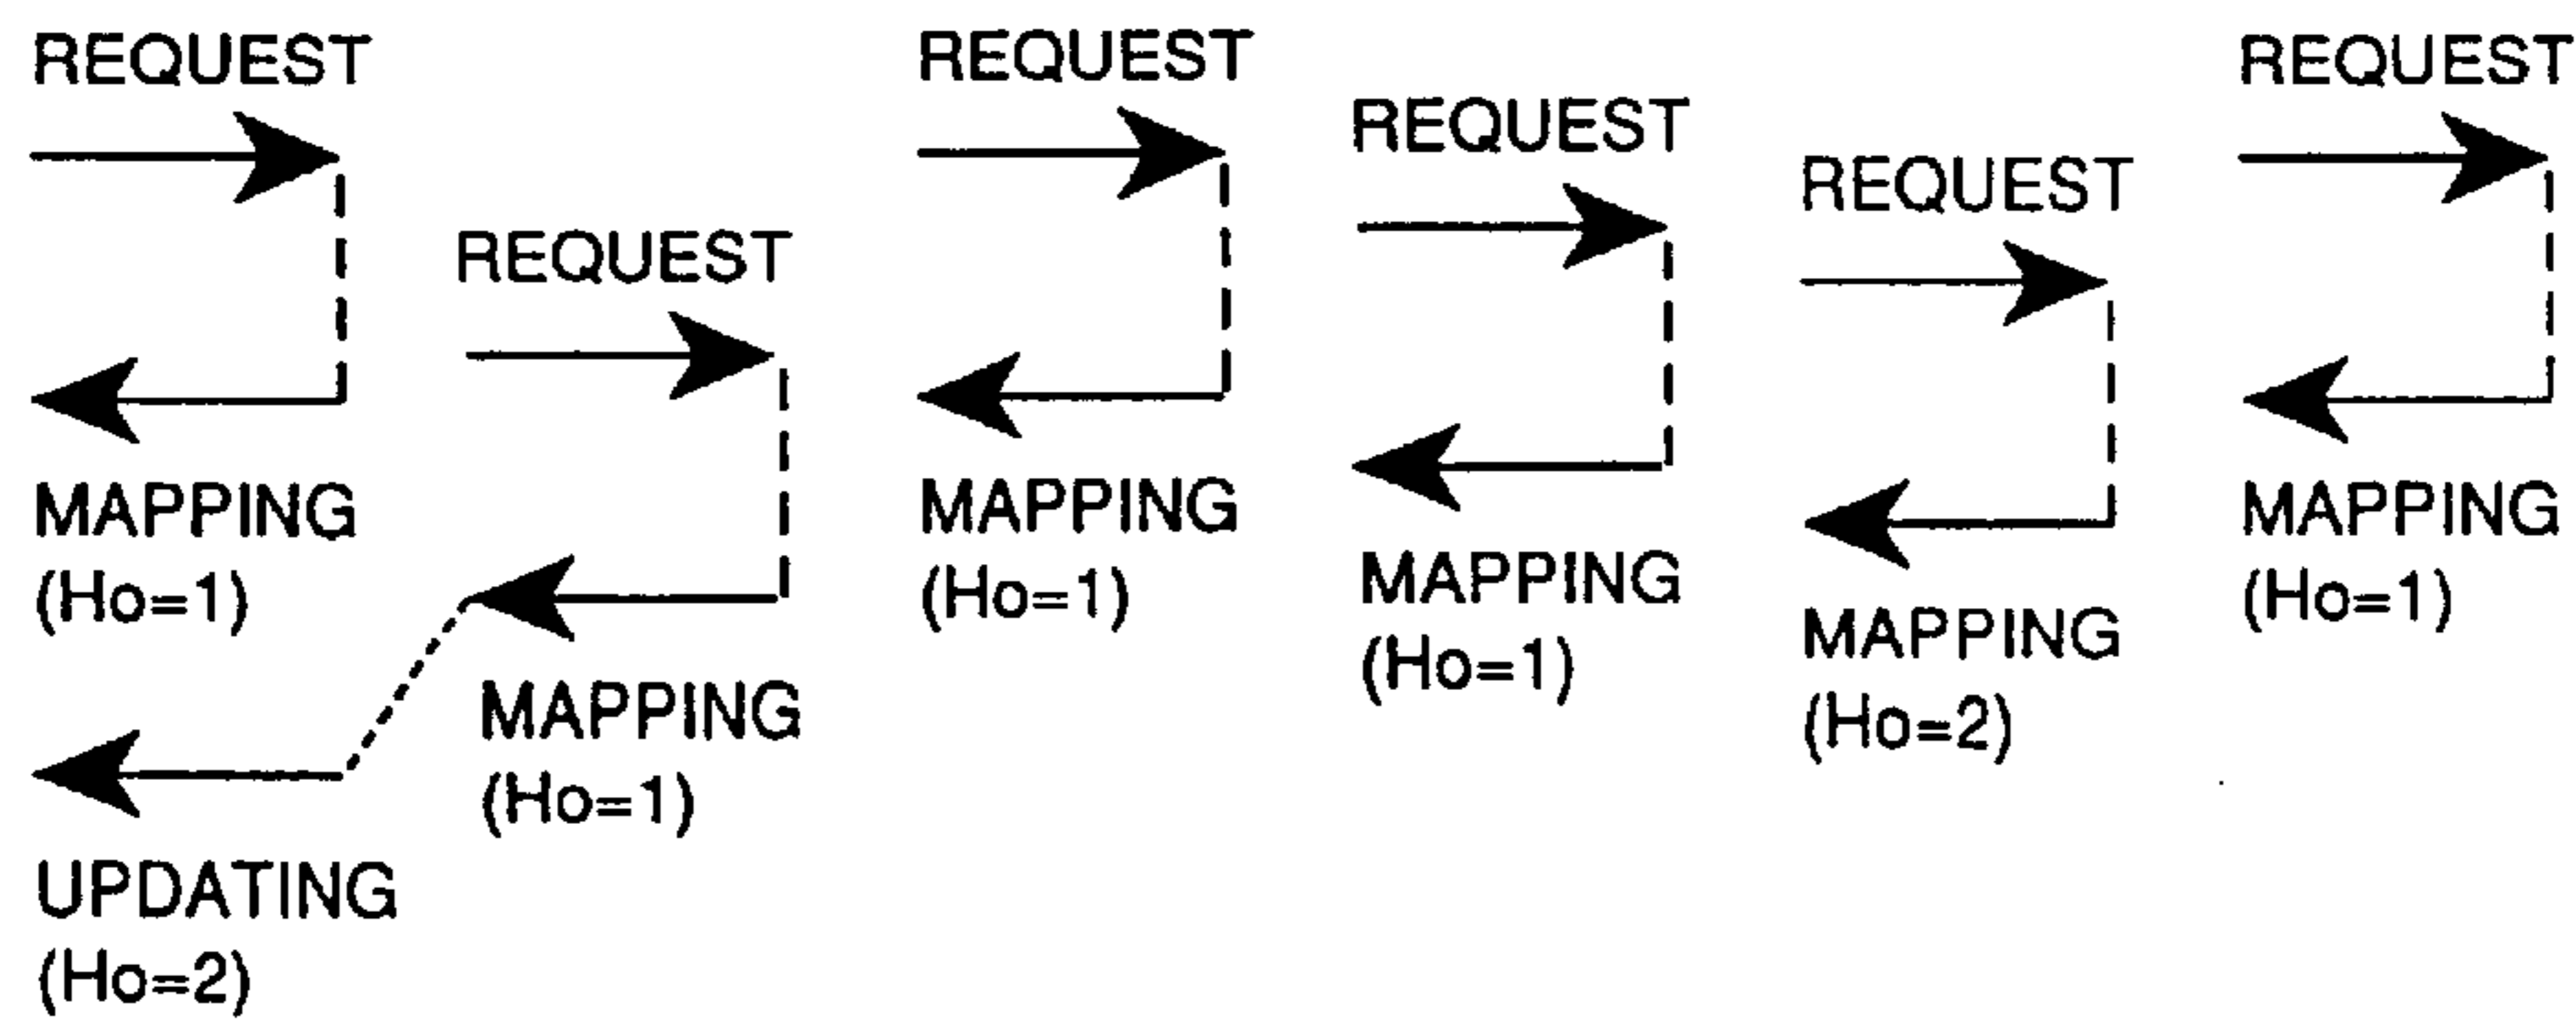 REQUEST
MAPPING
(Ho=1)
UPDATING
(Ho=2)
REQUEST
MAPPING
(Ho=1)
REQUEST
MAPPING
(Ho=1)
REQUEST
MAPPING
(Ho=1)
REQUEST
MAPPING
(Ho=2)
REQUEST
MAPPING
(Ho=1)